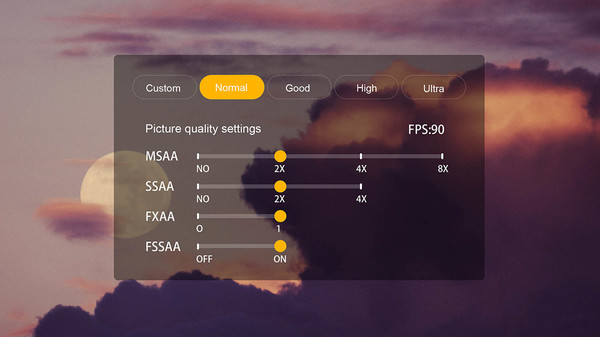 Custom Normal Good High Ultra
Picture quality settings FPS:90
MSAA
NO 2X 4X 8X
SSAA
NO 2X 4X
FXAA
O 1
FSSAA
OFF ON